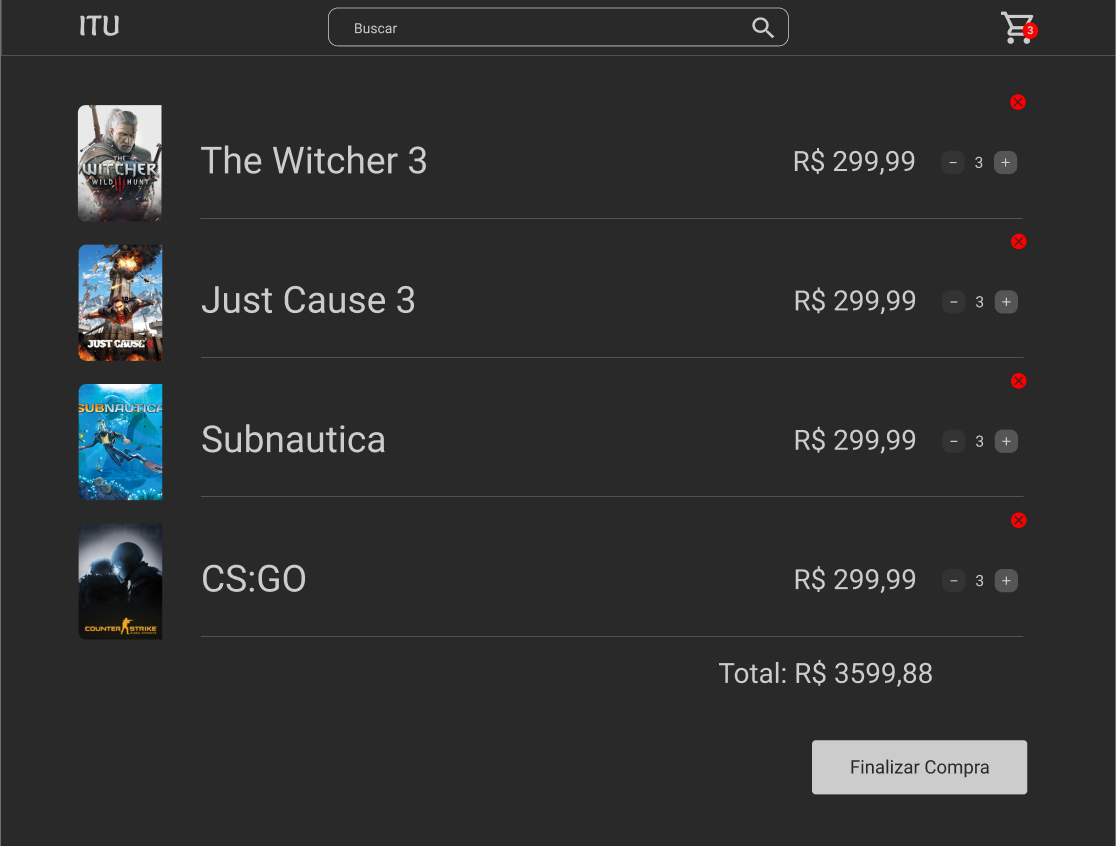 ITU
Buscar
3
THE
WITCHER
WILD HUNT
The Witcher 3
R$ 299,99
− 3 +
JUST CAUSE 3
Just Cause 3
R$ 299,99
− 3 +
SUBNAUTICA
Subnautica
R$ 299,99
− 3 +
COUNTER STRIKE
CS:GO
R$ 299,99
− 3 +
Total: R$ 3599,88
Finalizar Compra